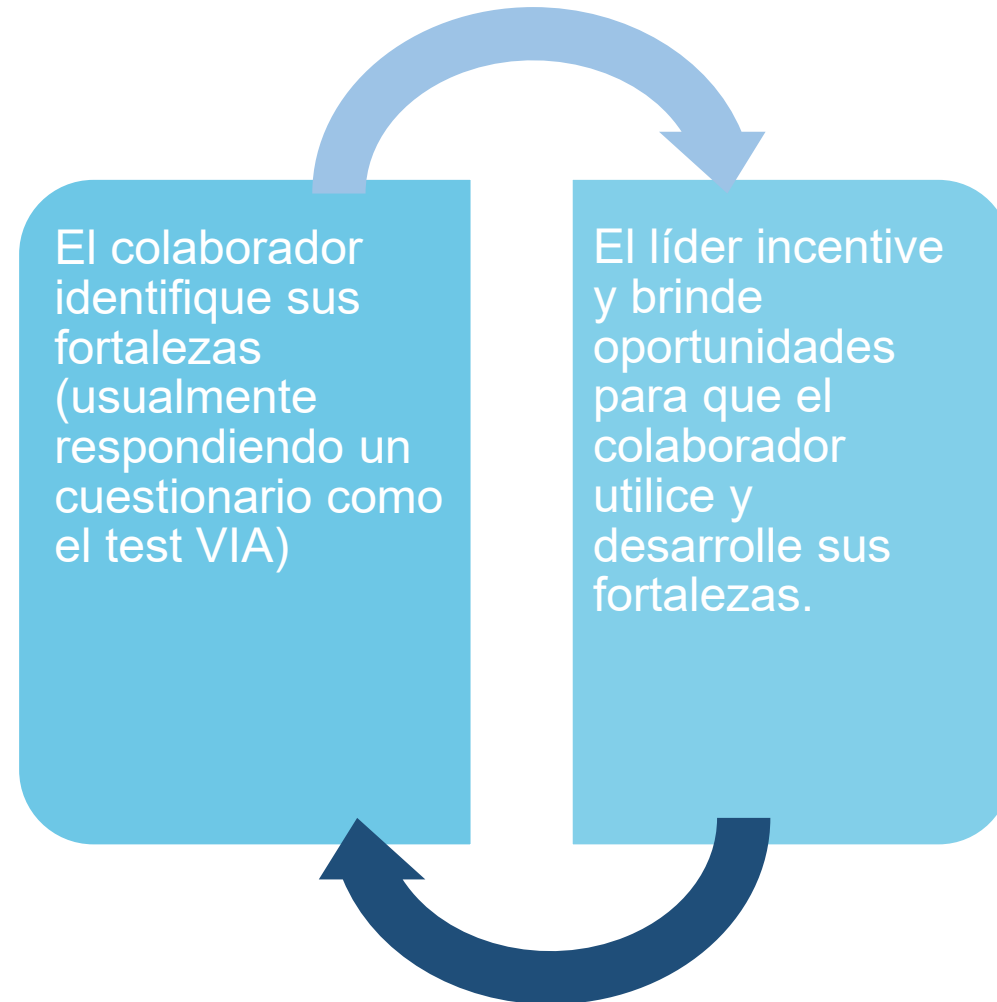 El colaborador
identifique sus
fortalezas
(usualmente
respondiendo un
cuestionario como
el test VIA)
El líder incentive
y brinde
oportunidades
para que el
colaborador
utilice y
desarrolle sus
fortalezas.